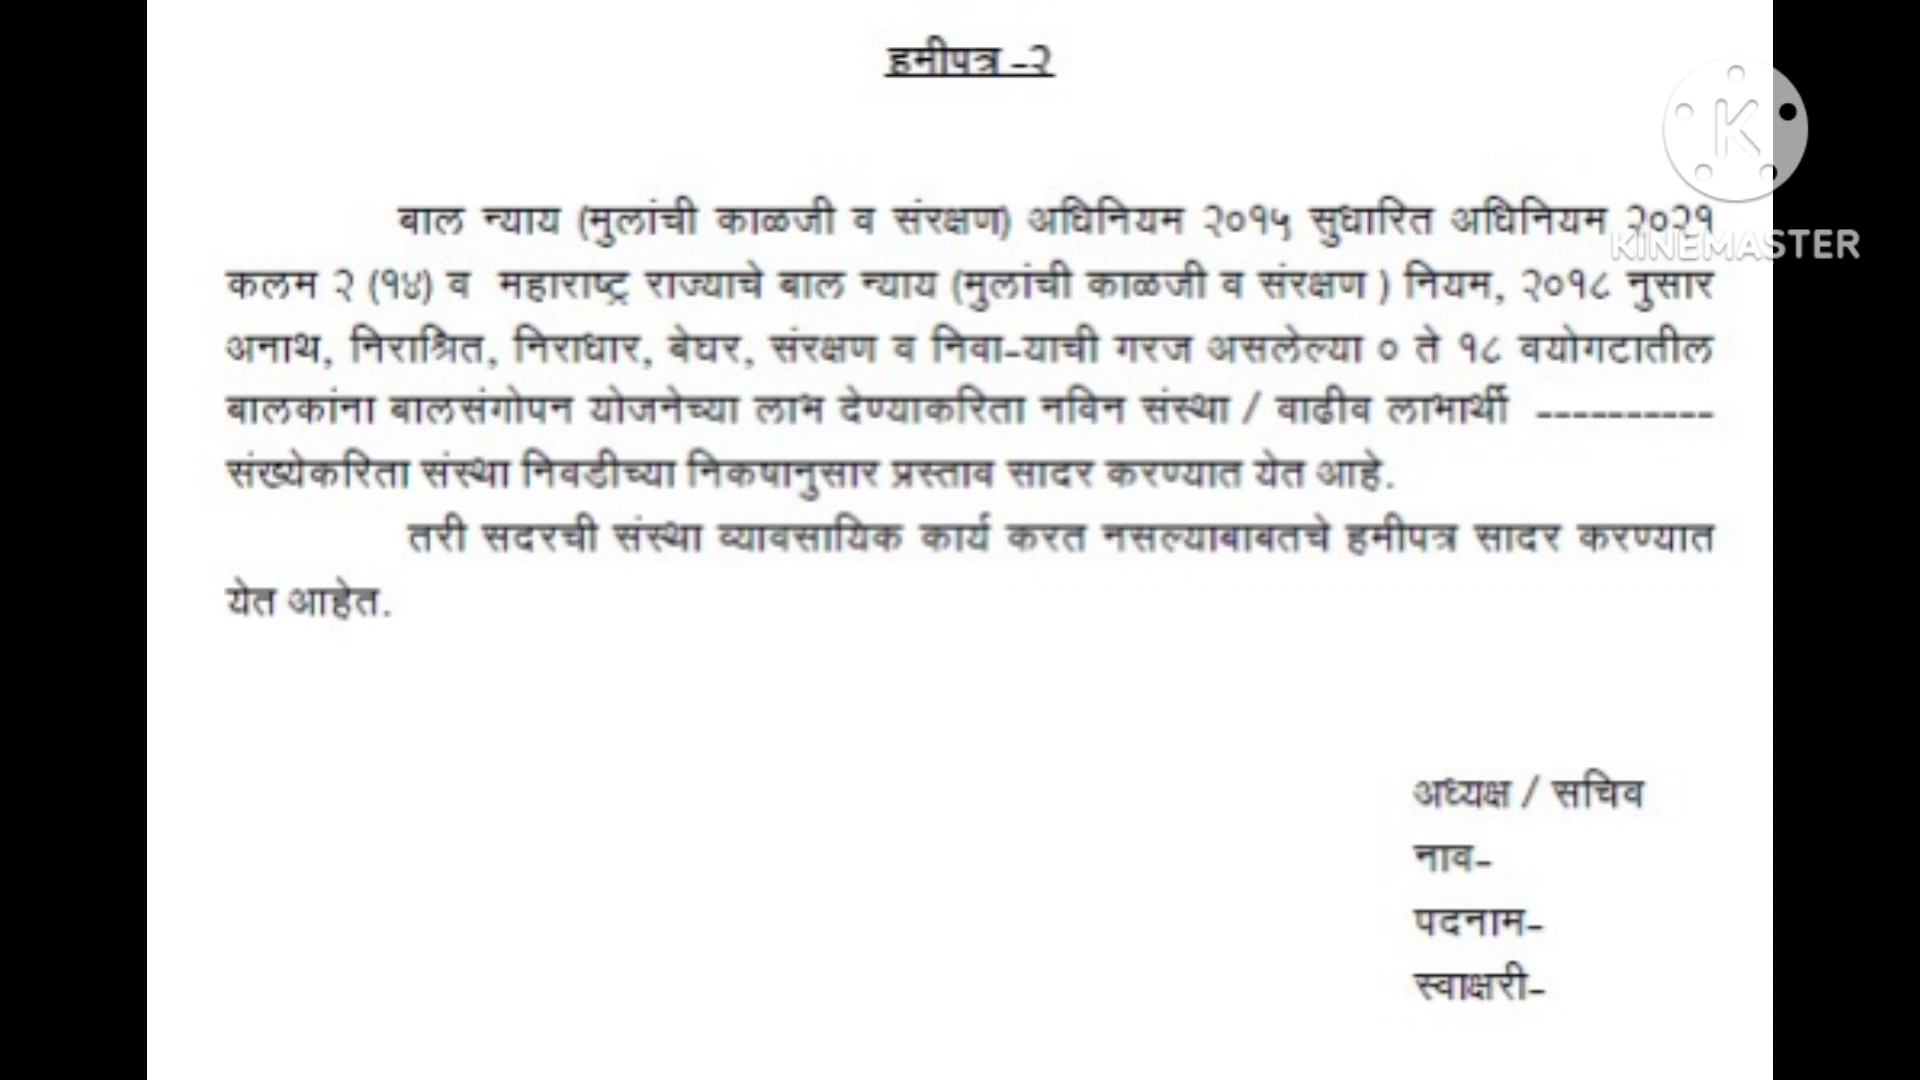 हमीपत्र -२
बाल न्याय (मुलांची काळजी व संरक्षण) अधिनियम २०१५ सुधारित अधिनियम २०२१
कलम २ (१४) व महाराष्ट्र राज्याचे बाल न्याय (मुलांची काळजी व संरक्षण ) नियम, २०१८ नुसार
अनाथ, निराश्रित, निराधार, बेघर, संरक्षण व निवा-याची गरज असलेल्या ० ते १८ वयोगटातील
बालकांना बालसंगोपन योजनेच्या लाभ देण्याकरिता नविन संस्था / वाढीव लाभार्थी ----------
संख्येकरिता संस्था निवडीच्या निकषानुसार प्रस्ताव सादर करण्यात येत आहे.
तरी सदरची संस्था व्यावसायिक कार्य करत नसल्याबाबतचे हमीपत्र सादर करण्यात
येत आहेत.
अध्यक्ष / सचिव
नाव-
पदनाम-
स्वाक्षरी-
K
KINEMASTER